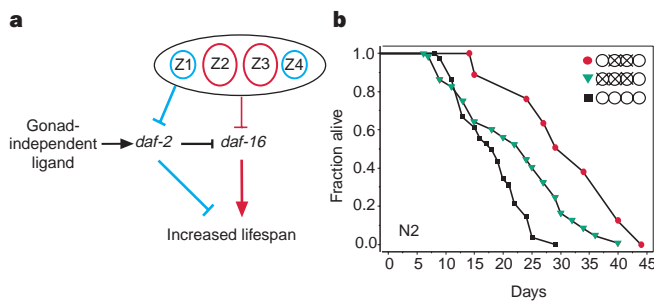 a
Z1 Z2 Z3 Z4
Gonad-
independent
ligand
daf-2 daf-16
Increased lifespan
b
Fraction alive
1.0
0.8
0.6
0.4
0.2
0.0
N2
0 5 10 15 20 25 30 35 40 45
Days